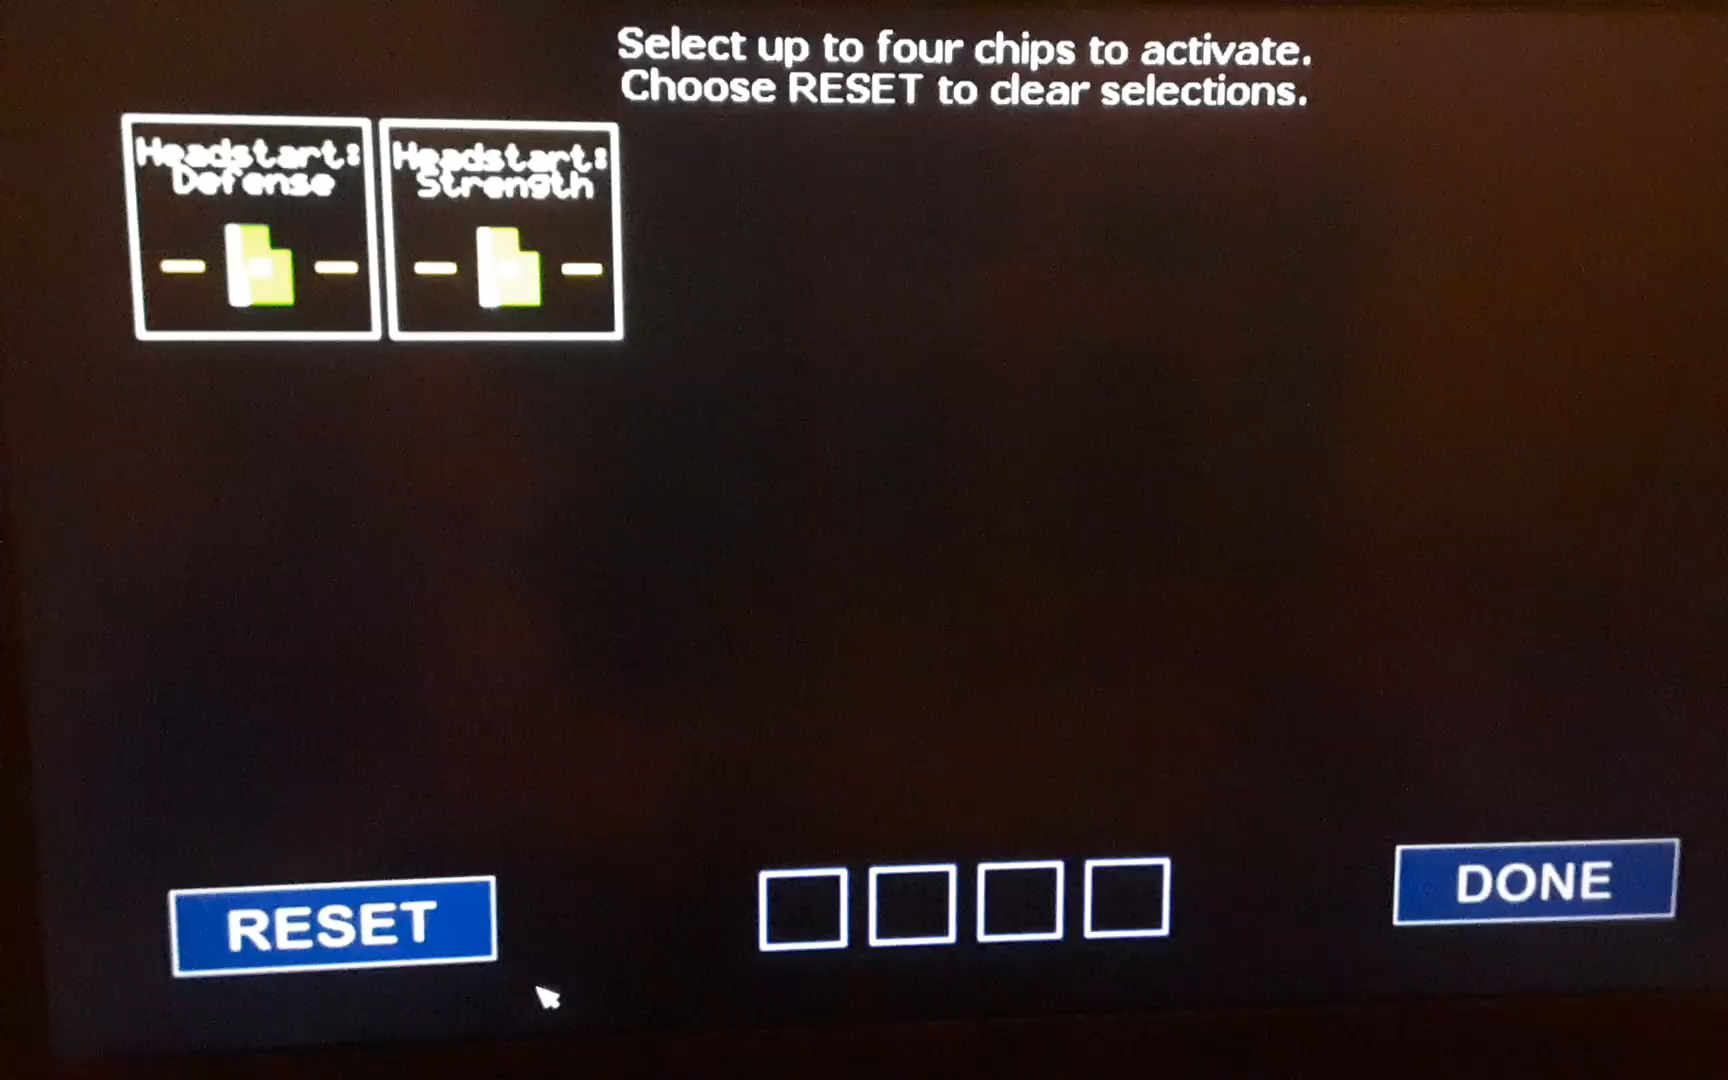 Select up to four chips to activate.
Choose RESET to clear selections.
Headstart:
Defense
Headstart:
Strength
RESET
DONE